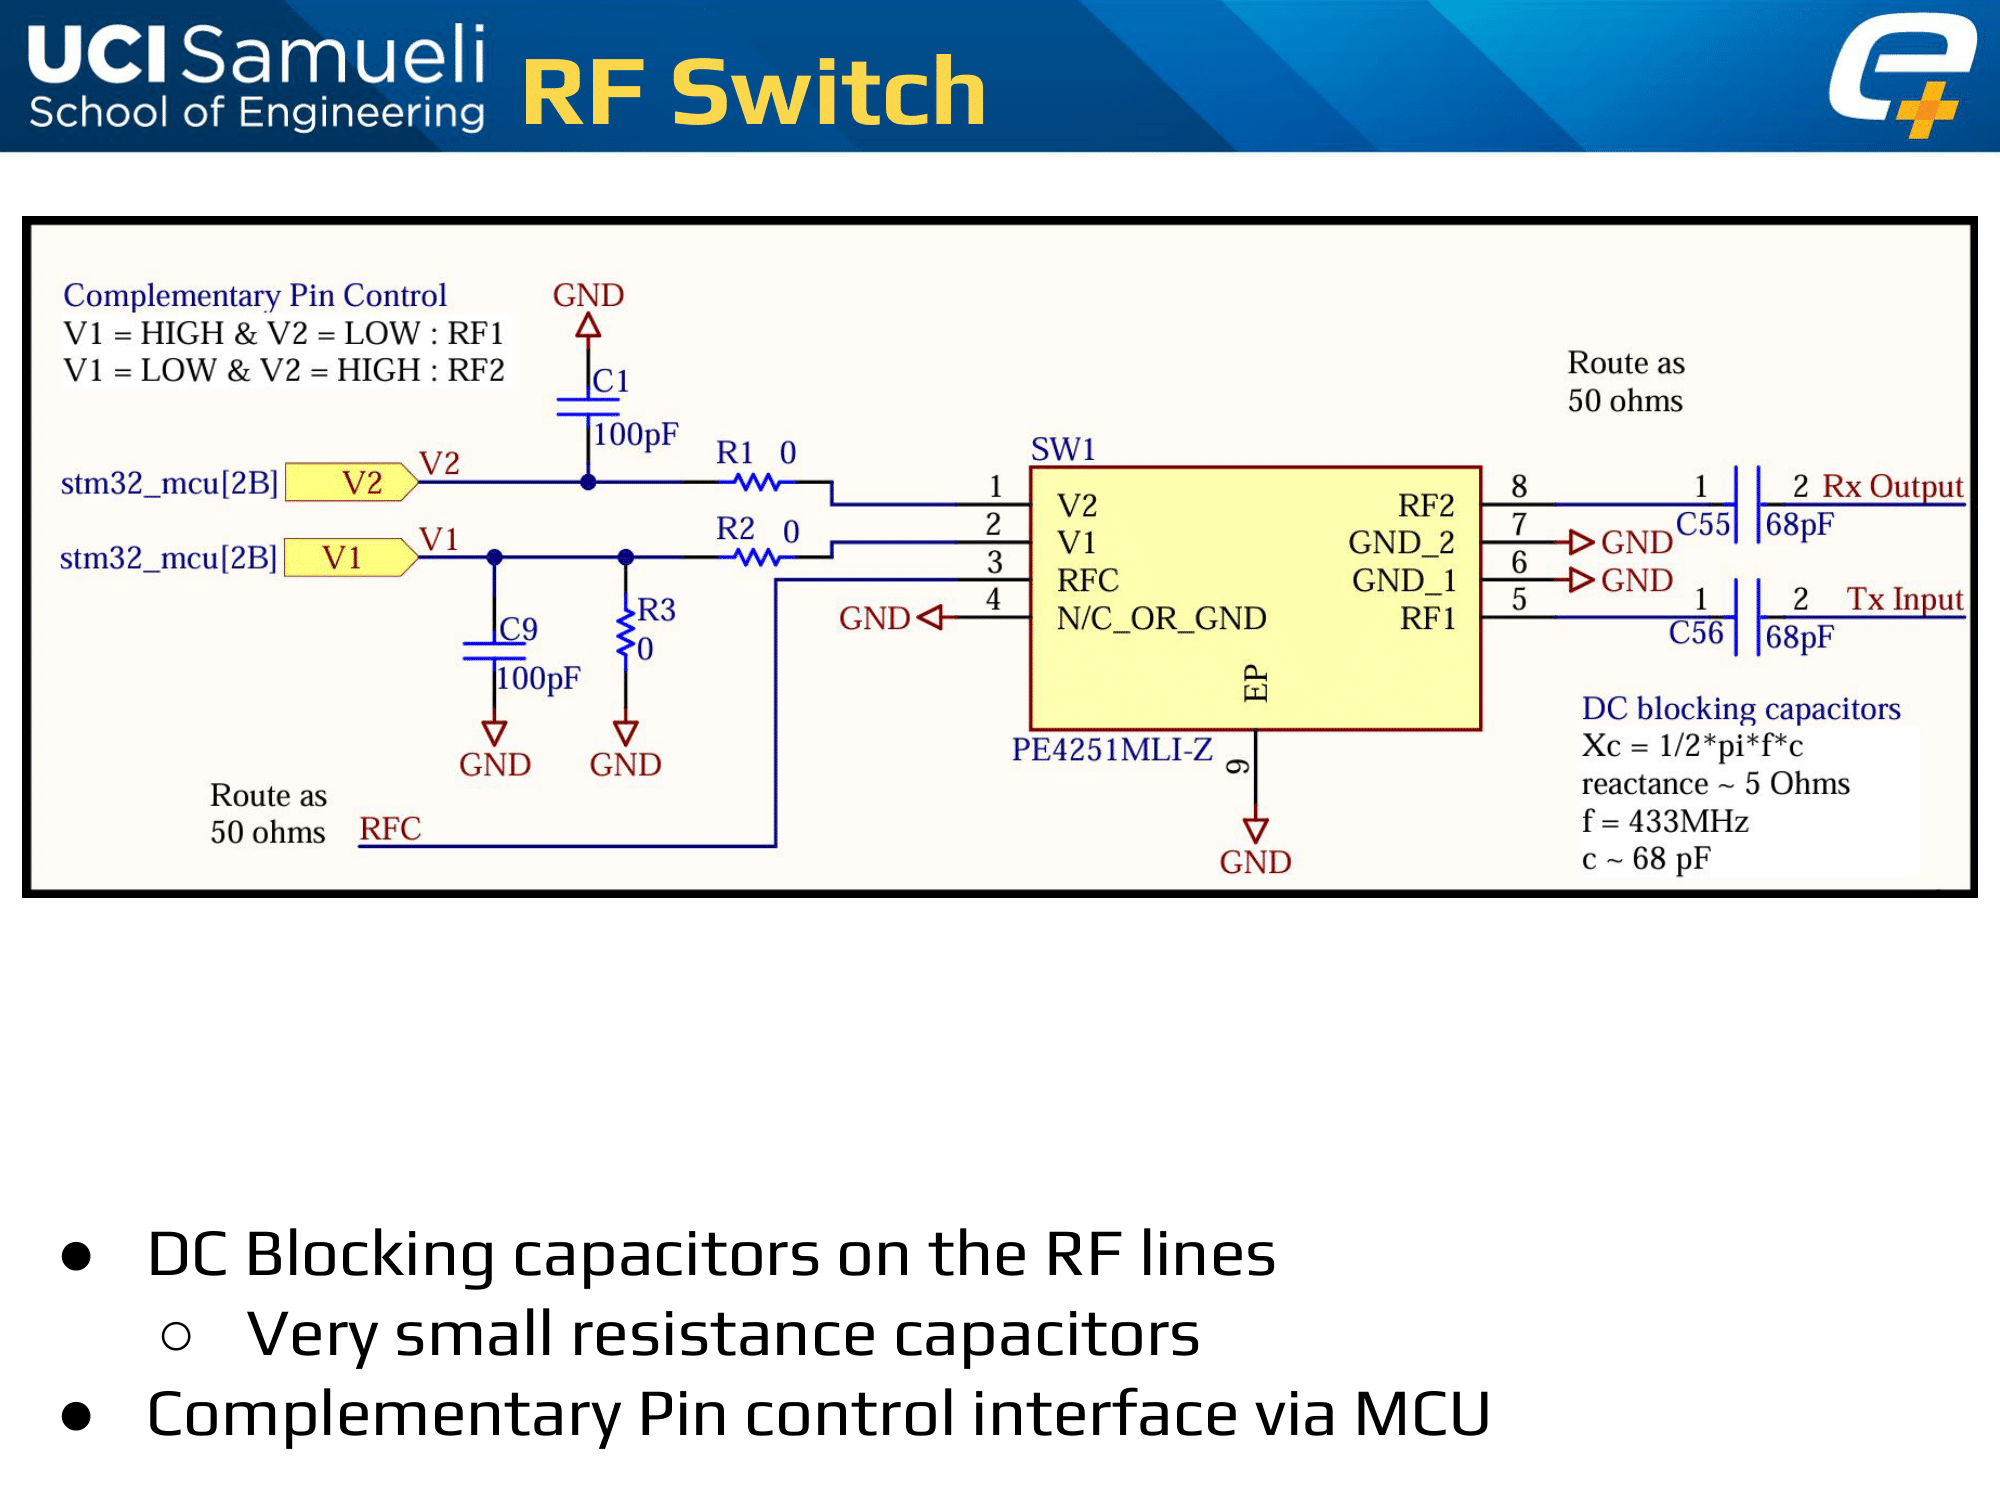 UCI Samueli
School of Engineering
RF Switch
e+
Complementary Pin Control
V1 = HIGH & V2 = LOW : RF1
V1 = LOW & V2 = HIGH : RF2
GND
C1
100pF
Route as
50 ohms
stm32_mcu[2B]
V2
V2
R1 0
stm32_mcu[2B]
V1
V1
R2 0
C9
100pF
GND
R3
0
GND
Route as
50 ohms
RFC
GND
SW1
1
2
3
4
V2
V1
RFC
N/C_OR_GND
RF2
GND_2
GND_1
RF1
EP
8
7
6
5
PE4251MLI-Z
9
GND
GND
GND
1
2
Rx Output
C55
68pF
1
2
Tx Input
C56
68pF
DC blocking capacitors
Xc = 1/2*pi*f*c
reactance ~ 5 Ohms
f = 433MHz
c ~ 68 pF
● DC Blocking capacitors on the RF lines
○ Very small resistance capacitors
● Complementary Pin control interface via MCU